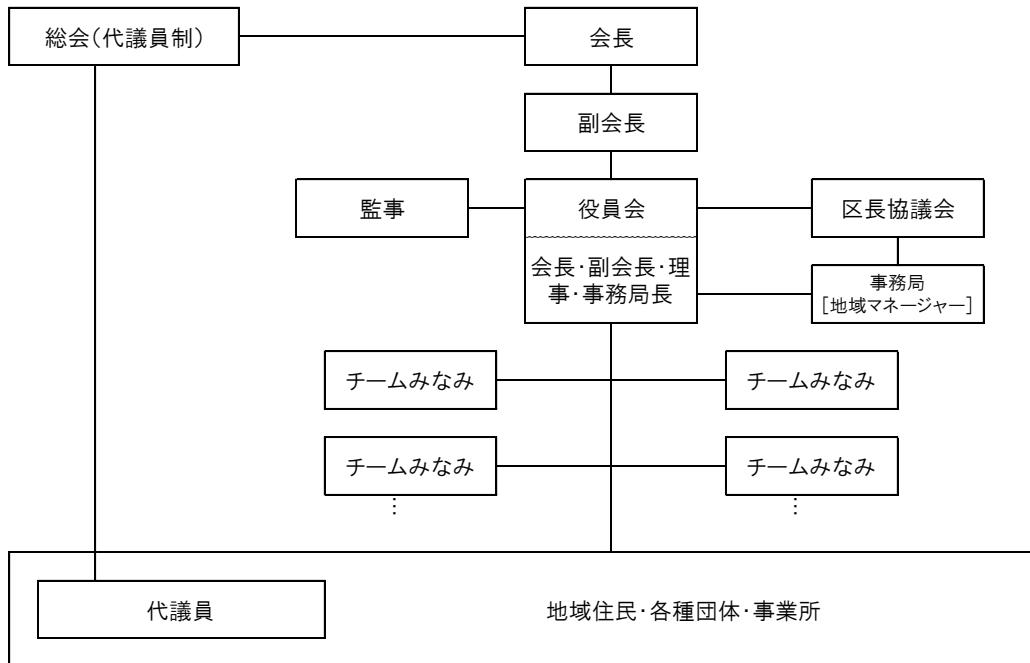 総会(代議員制)
会長
副会長
監事
役員会
区長協議会
会長・副会長・理
事・事務局長
事務局
[地域マネージャー]
チームみなみ
チームみなみ
チームみなみ
チームみなみ
⋮
⋮
代議員
地域住民・各種団体・事業所